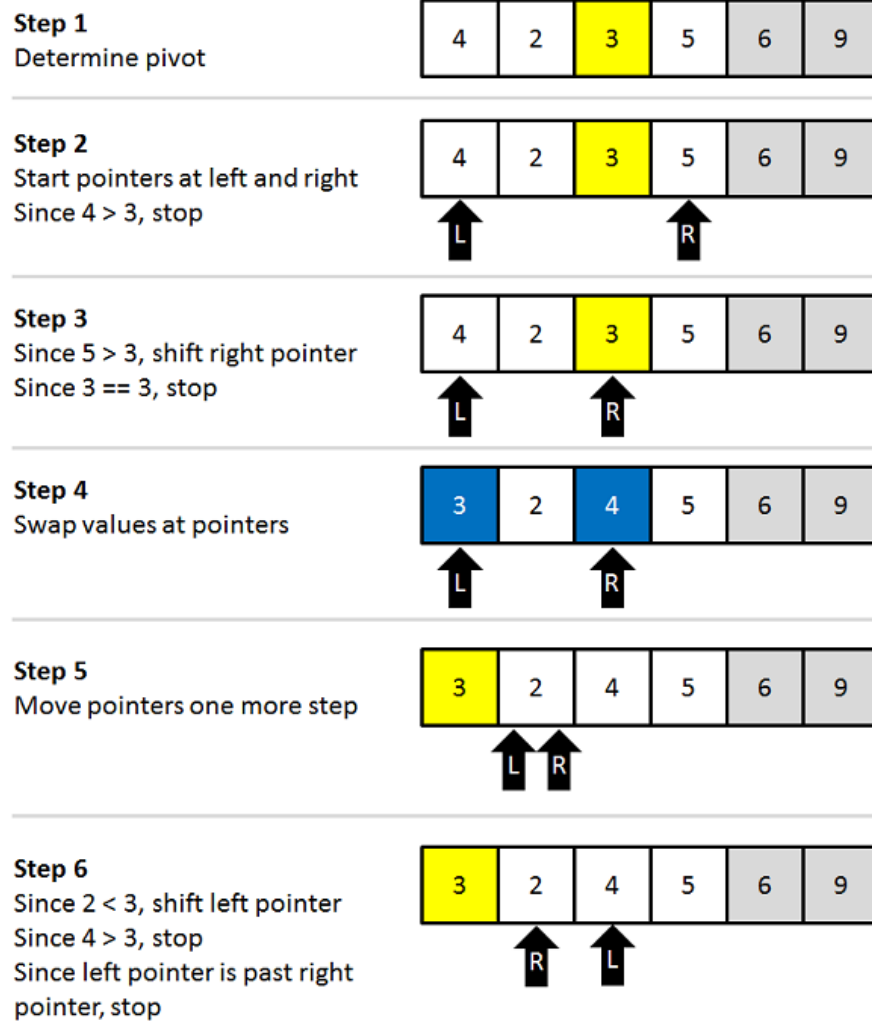 Step 1
Determine pivot
4 2 3 5 6 9
Step 2
Start pointers at left and right
Since 4 > 3, stop
4 2 3 5 6 9
L R
Step 3
Since 5 > 3, shift right pointer
Since 3 == 3, stop
4 2 3 5 6 9
L R
Step 4
Swap values at pointers
3 2 4 5 6 9
L R
Step 5
Move pointers one more step
3 2 4 5 6 9
L R
Step 6
Since 2 < 3, shift left pointer
Since 4 > 3, stop
Since left pointer is past right
pointer, stop
3 2 4 5 6 9
R L